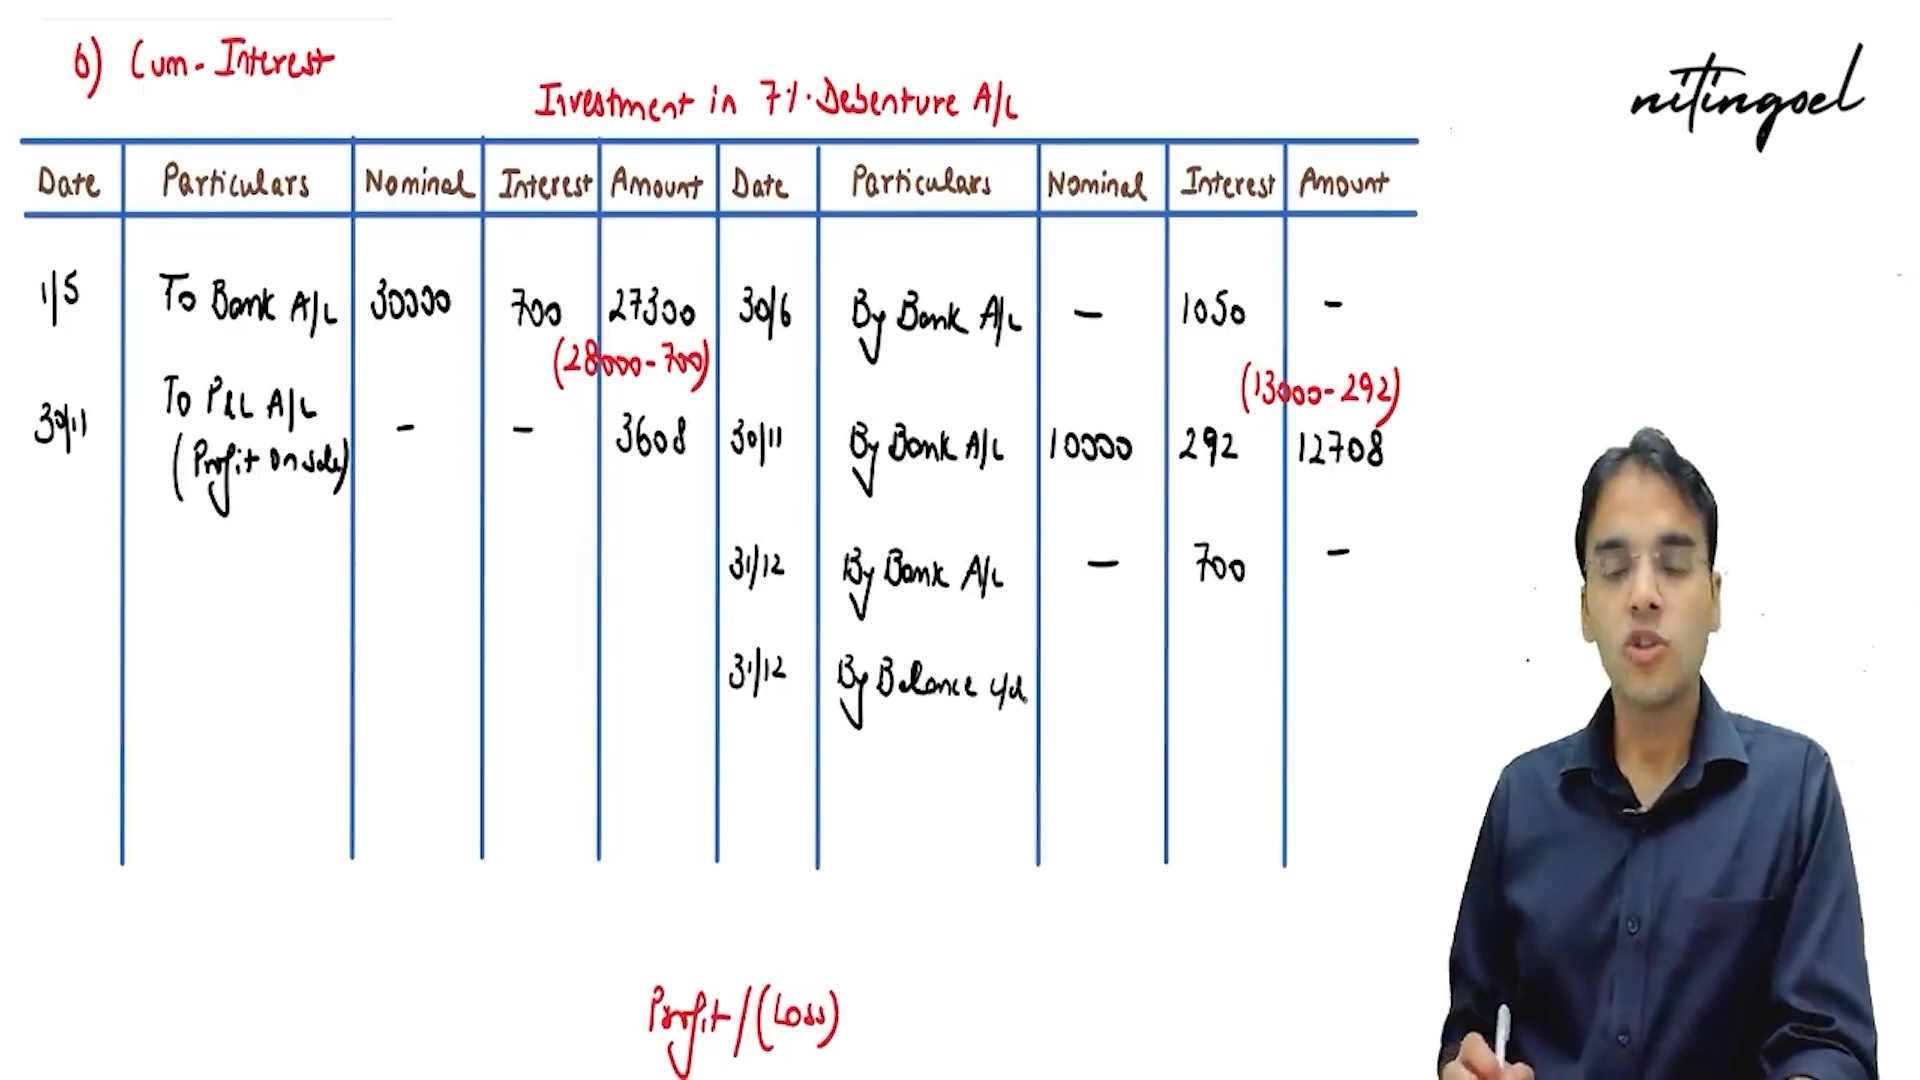 b) Cum-Interest
nitingoel
Investment in 7% Debenture A/c
Date Particulars Nominal Interest Amount Date Particulars Nominal Interest Amount
1/5 To Bank A/c 30000 700 27300 30/6 By Bank A/c - 1050 -
(28000-700) (13000-292)
30/11 To P&L A/c - - 3608 30/11 By Bank A/c 10000 292 12708
(Profit on sale)
31/12 By Bank A/c - 700 -
31/12 By Balance c/d.
Profit/(Loss)